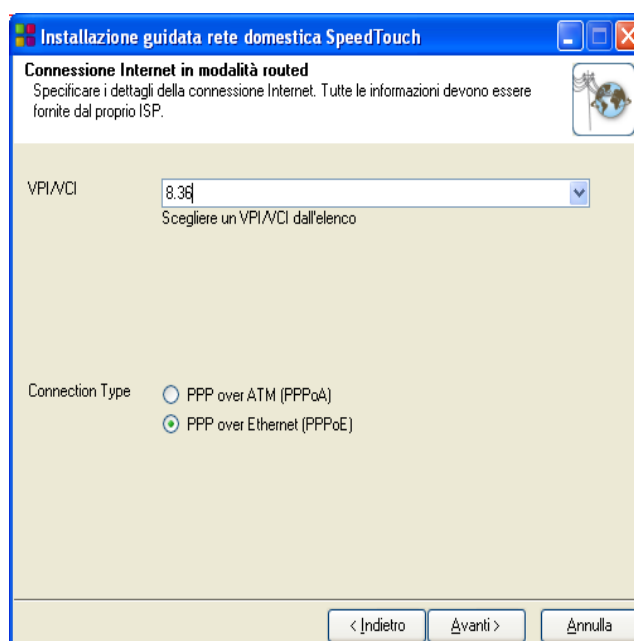 Installazione guidata rete domestica SpeedTouch
Connessione Internet in modalità routed
Specificare i dettagli della connessione Internet. Tutte le informazioni devono essere
fornite dal proprio ISP.
VPI/VCI
8.36
Scegliere un VPI/VCI dall'elenco
Connection Type
PPP over ATM (PPPoA)
PPP over Ethernet (PPPoE)
< Indietro
Avanti >
Annulla